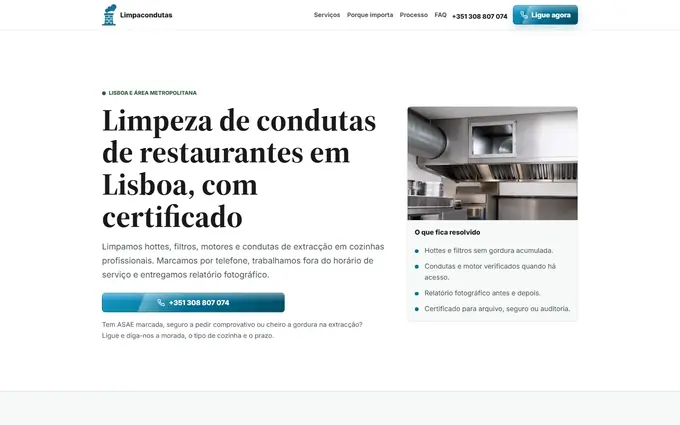 Limpacondutas
Serviços Porque importa Processo FAQ +351 308 807 074 Ligue agora
LISBOA E ÁREA METROPOLITANA
Limpeza de condutas
de restaurantes em
Lisboa, com
certificado
Limpamos hottes, filtros, motores e condutas de extracção em cozinhas
profissionais. Marcamos por telefone, trabalhamos fora do horário de
serviço e entregamos relatório fotográfico.
+351 308 807 074
Tem ASAE marcada, seguro a pedir comprovativo ou cheiro a gordura na extracção?
Ligue e diga-nos a morada, o tipo de cozinha e o prazo.
O que fica resolvido
Hottes e filtros sem gordura acumulada.
Condutas e motor verificados quando há
acesso.
Relatório fotográfico antes e depois.
Certificado para arquivo, seguro ou auditoria.